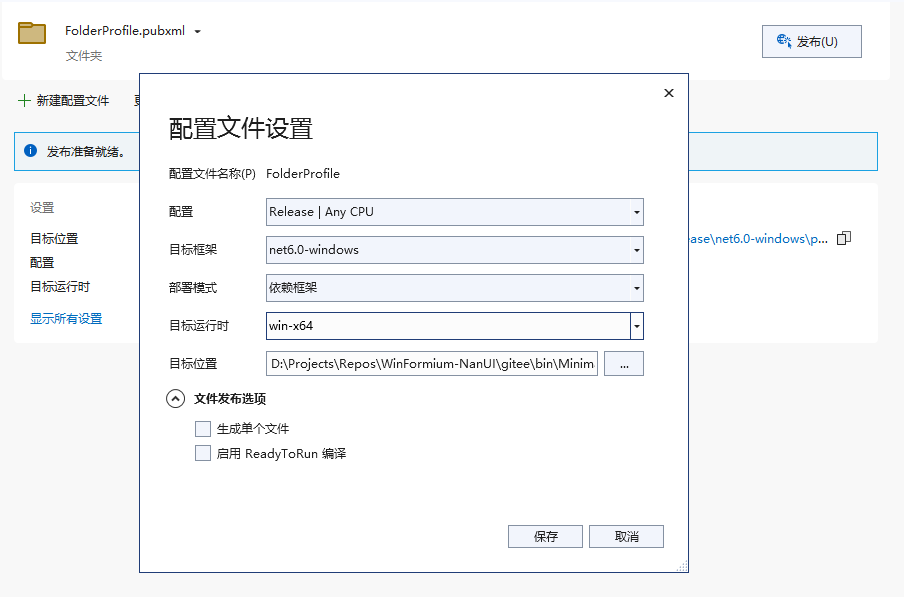 FolderProfile.pubxml
文件夹
发布(U)
新建配置文件
发布准备就绪。
设置
目标位置
配置
目标运行时
显示所有设置
ease\net6.0-windows\p...
配置文件设置
配置文件名称(P) FolderProfile
配置 Release | Any CPU
目标框架 net6.0-windows
部署模式 依赖框架
目标运行时 win-x64
目标位置 D:\Projects\Repos\WinFormium-NanUI\gitee\bin\Minim ...
文件发布选项
生成单个文件
启用 ReadyToRun 编译
保存 取消